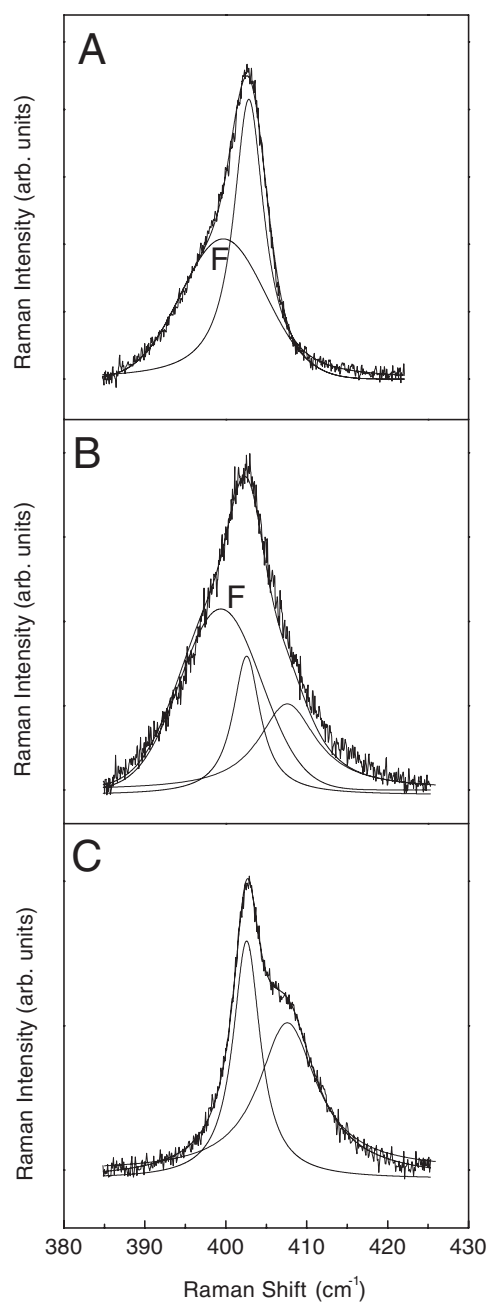 A
Raman Intensity (arb. units)
F
B
Raman Intensity (arb. units)
F
C
Raman Intensity (arb. units)
380 390 400 410 420 430
Raman Shift (cm⁻¹)